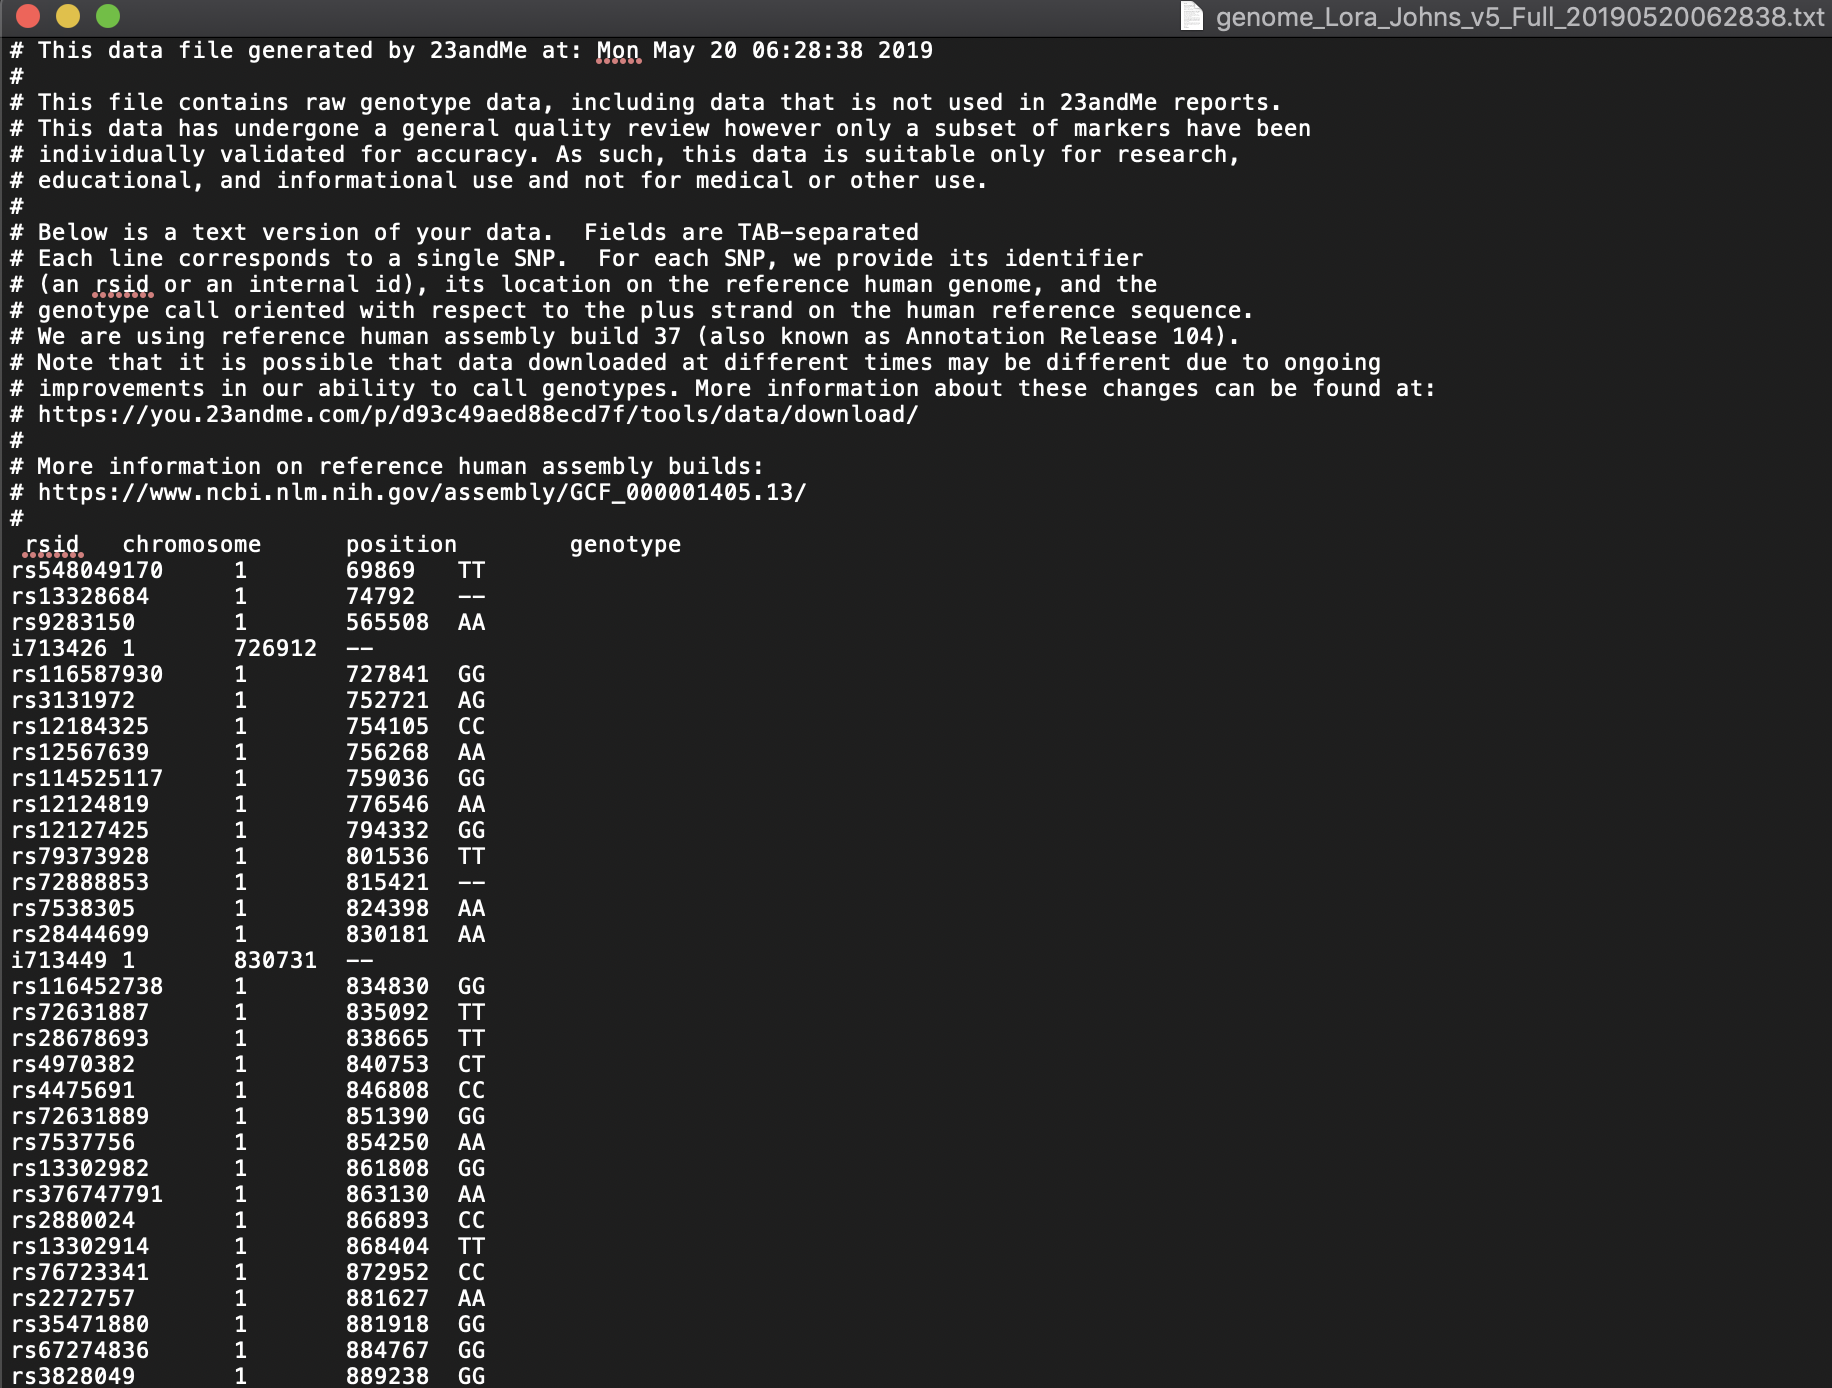 genome_Lora_Johns_v5_Full_20190520062838.txt
# This data file generated by 23andMe at: Mon May 20 06:28:38 2019
#
# This file contains raw genotype data, including data that is not used in 23andMe reports.
# This data has undergone a general quality review however only a subset of markers have been
# individually validated for accuracy. As such, this data is suitable only for research,
# educational, and informational use and not for medical or other use.
#
# Below is a text version of your data.  Fields are TAB-separated
# Each line corresponds to a single SNP.  For each SNP, we provide its identifier
# (an rsid or an internal id), its location on the reference human genome, and the
# genotype call oriented with respect to the plus strand on the human reference sequence.
# We are using reference human assembly build 37 (also known as Annotation Release 104).
# Note that it is possible that data downloaded at different times may be different due to ongoing
# improvements in our ability to call genotypes. More information about these changes can be found at:
# https://you.23andme.com/p/d93c49aed88ecd7f/tools/data/download/
#
# More information on reference human assembly builds:
# https://www.ncbi.nlm.nih.gov/assembly/GCF_000001405.13/
#
rsid	chromosome	position	genotype
rs548049170	1	69869	TT
rs13328684	1	74792	--
rs9283150	1	565508	AA
i713426	1	726912	--
rs116587930	1	727841	GG
rs3131972	1	752721	AG
rs12184325	1	754105	CC
rs12567639	1	756268	AA
rs114525117	1	759036	GG
rs12124819	1	776546	AA
rs12127425	1	794332	GG
rs79373928	1	801536	TT
rs72888853	1	815421	--
rs7538305	1	824398	AA
rs28444699	1	830181	AA
i713449	1	830731	--
rs116452738	1	834830	GG
rs72631887	1	835092	TT
rs28678693	1	838665	TT
rs4970382	1	840753	CT
rs4475691	1	846808	CC
rs72631889	1	851390	GG
rs7537756	1	854250	AA
rs13302982	1	861808	GG
rs376747791	1	863130	AA
rs2880024	1	866893	CC
rs13302914	1	868404	TT
rs76723341	1	872952	CC
rs2272757	1	881627	AA
rs35471880	1	881918	GG
rs67274836	1	884767	GG
rs3828049	1	889238	GG